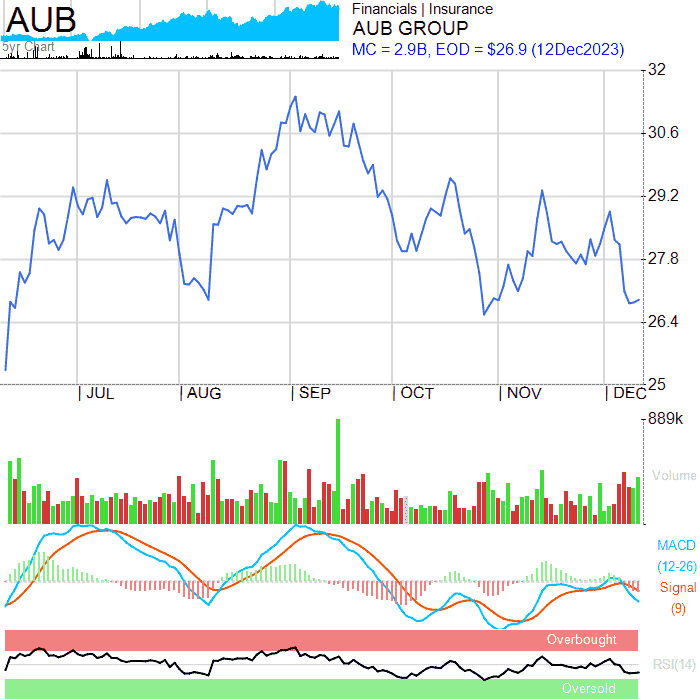 AUB
5yr Chart
Financials | Insurance
AUB GROUP
MC = 2.9B, EOD = $26.9 (12Dec2023)
32
30.6
29.2
27.8
26.4
25
JUL AUG SEP OCT NOV DEC
889k
Volume
MACD
(12-26)
Signal
(9)
Overbought
RSI(14)
Oversold